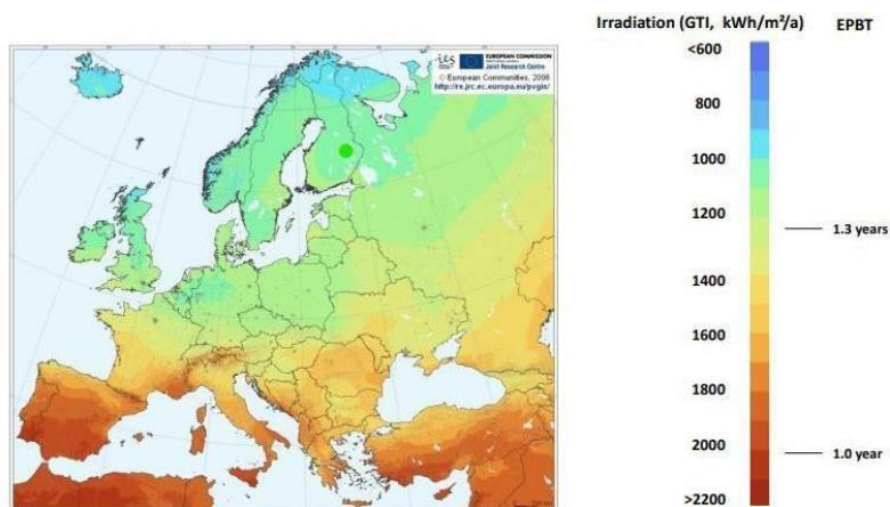 Irradiation (GTI, kWh/m²/a)
EPBT
EUROPEAN COMMISSION
Joint Research Centre
© European Communities, 2006
http://re.jrc.ec.europa.eu/pvgis/
<600
800
1000
1200
1.3 years
1400
1600
1800
2000
1.0 year
>2200